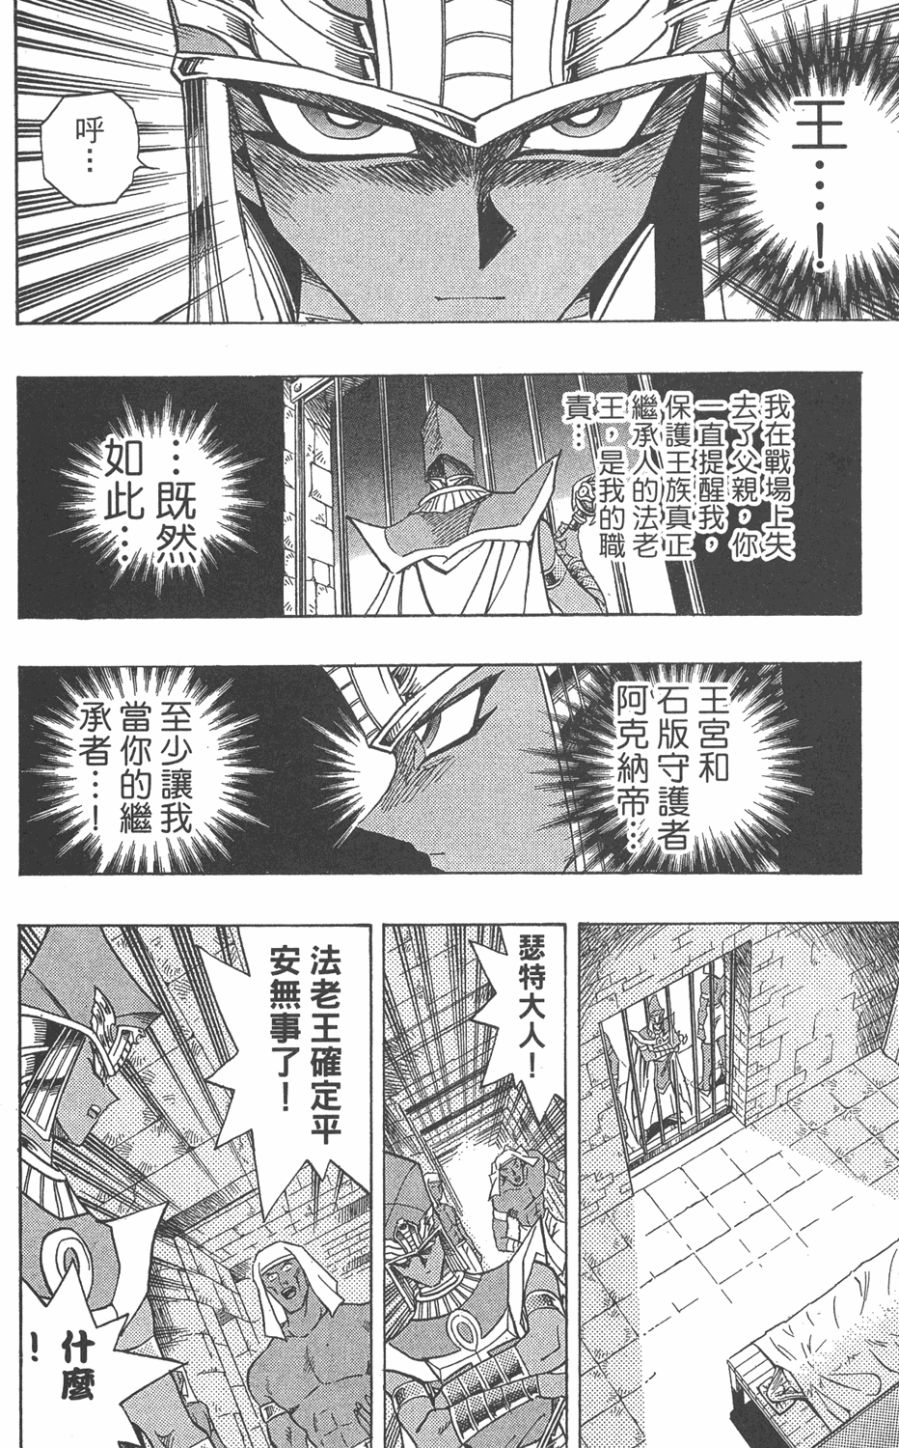 王…！
呼…
我在戰場上失
去了父親，你
一直提醒我，
保護王族真正
繼承人的法老
王，是我的職
責…
…既然
如此…
王宮和
石版守護者
阿克納帝…
至少讓我
當你的繼
承者…！
瑟特大人！
法老王確定平
安無事了！
什麼
！